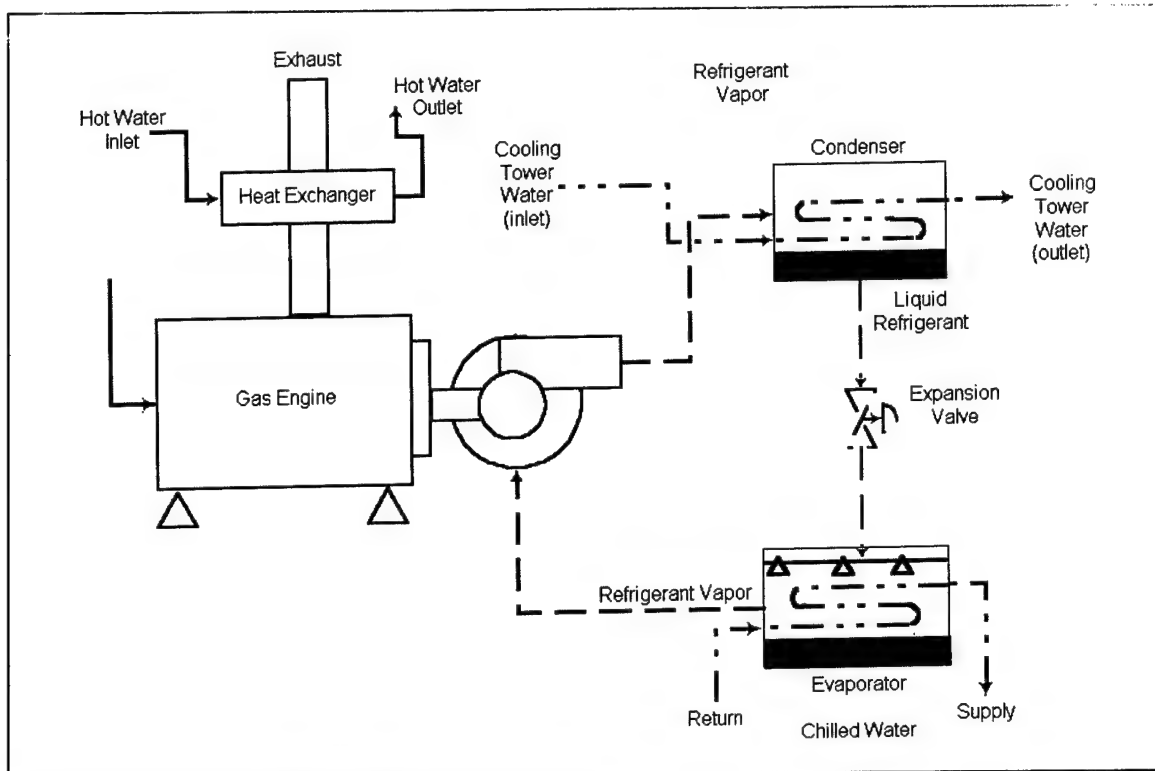 Exhaust
Hot Water
Inlet
Hot Water
Outlet
Heat Exchanger
Refrigerant
Vapor
Cooling
Tower
Water
(inlet)
Condenser
Cooling
Tower
Water
(outlet)
Liquid
Refrigerant
Gas Engine
Expansion
Valve
Refrigerant Vapor
Evaporator
Return
Supply
Chilled Water